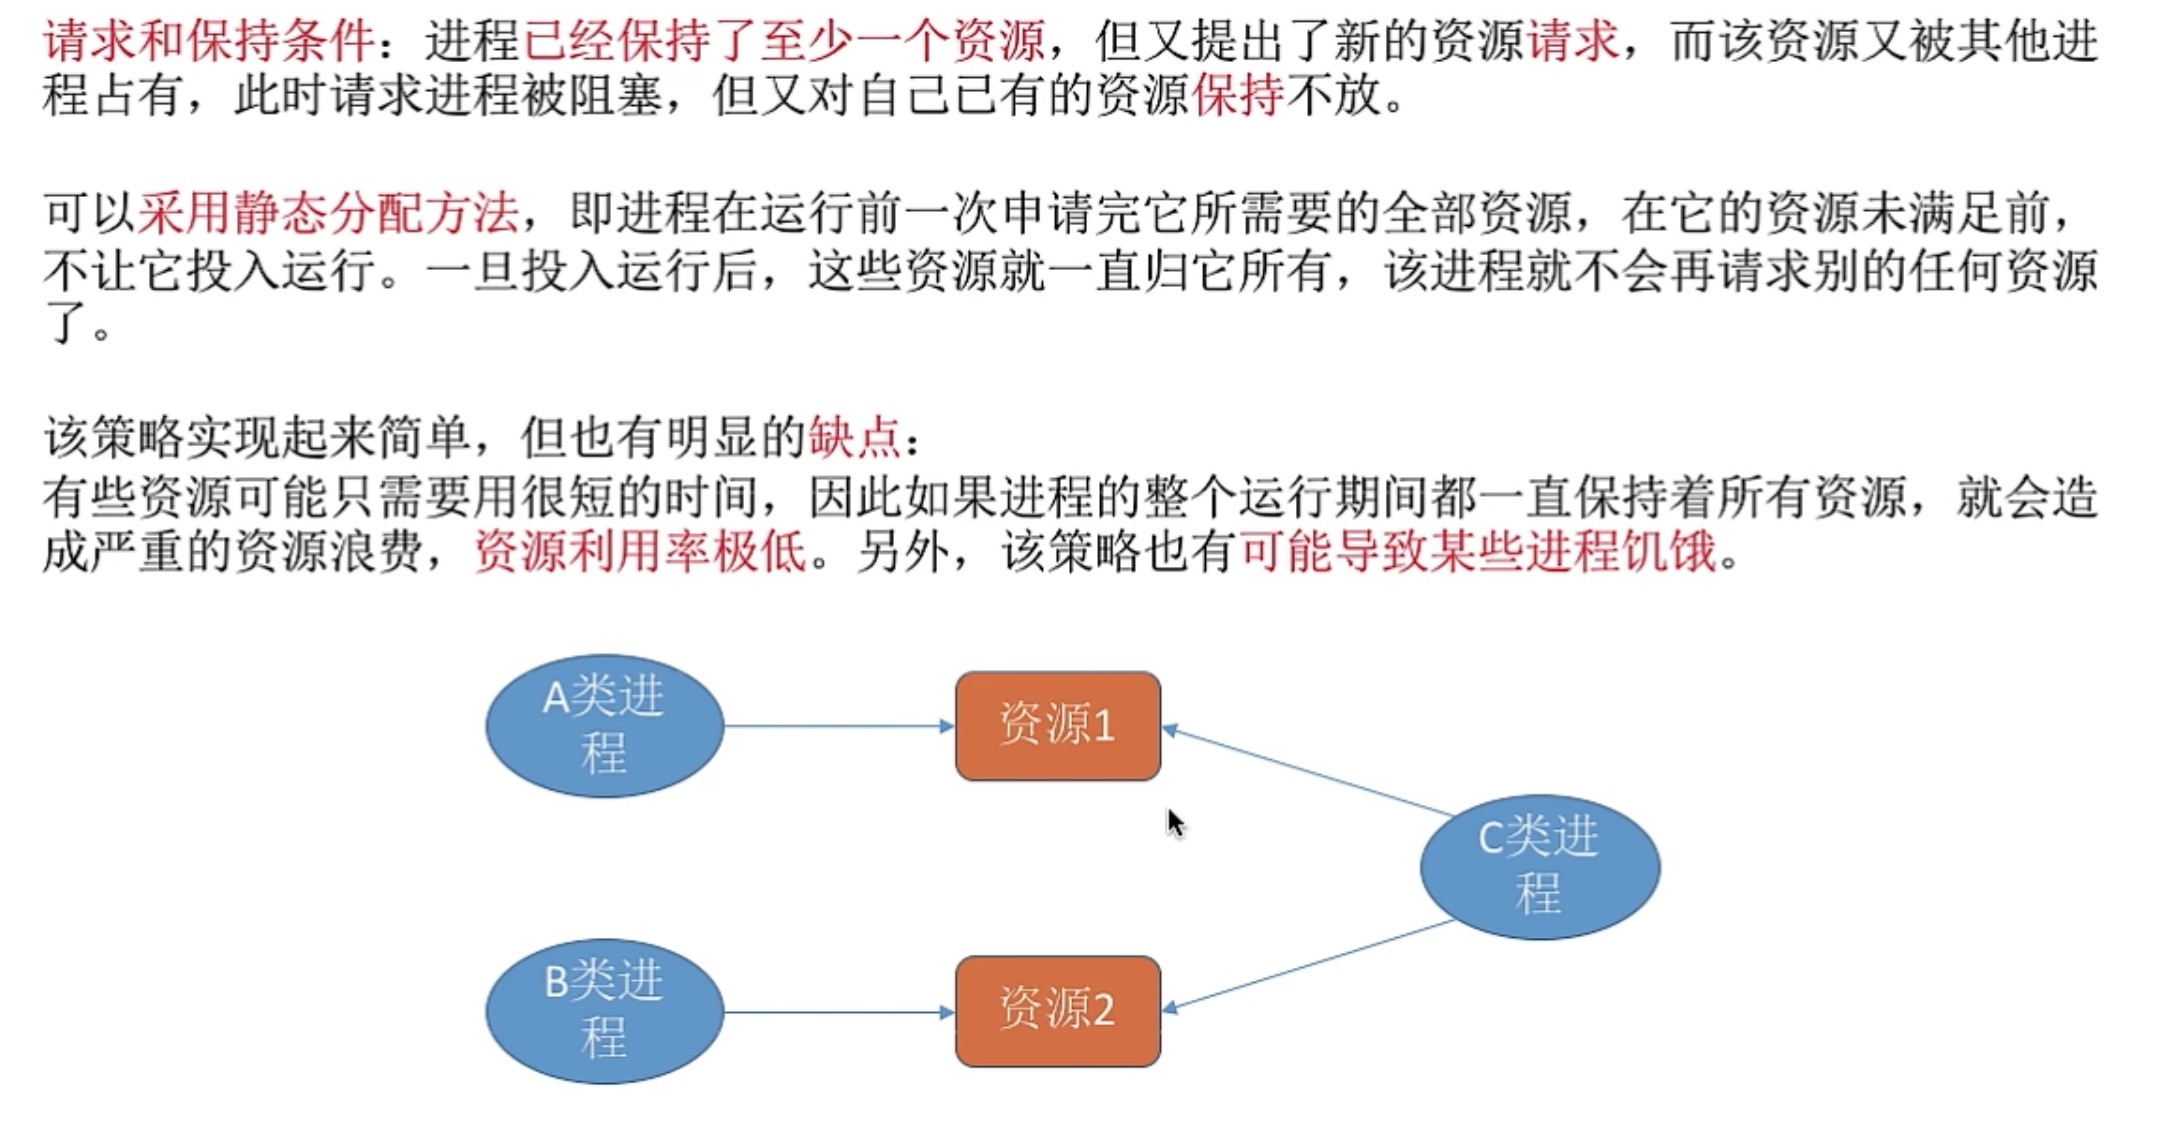 请求和保持条件：进程已经保持了至少一个资源，但又提出了新的资源请求，而该资源又被其他进
程占有，此时请求进程被阻塞，但又对自己已有的资源保持不放。
可以采用静态分配方法，即进程在运行前一次申请完它所需要的全部资源，在它的资源未满足前，
不让它投入运行。一旦投入运行后，这些资源就一直归它所有，该进程就不会再请求别的任何资源
了。
该策略实现起来简单，但也有明显的缺点：
有些资源可能只需要用很短的时间，因此如果进程的整个运行期间都一直保持着所有资源，就会造
成严重的资源浪费，资源利用率极低。另外，该策略也有可能导致某些进程饥饿。
A类进
程
资源1
C类进
程
B类进
程
资源2